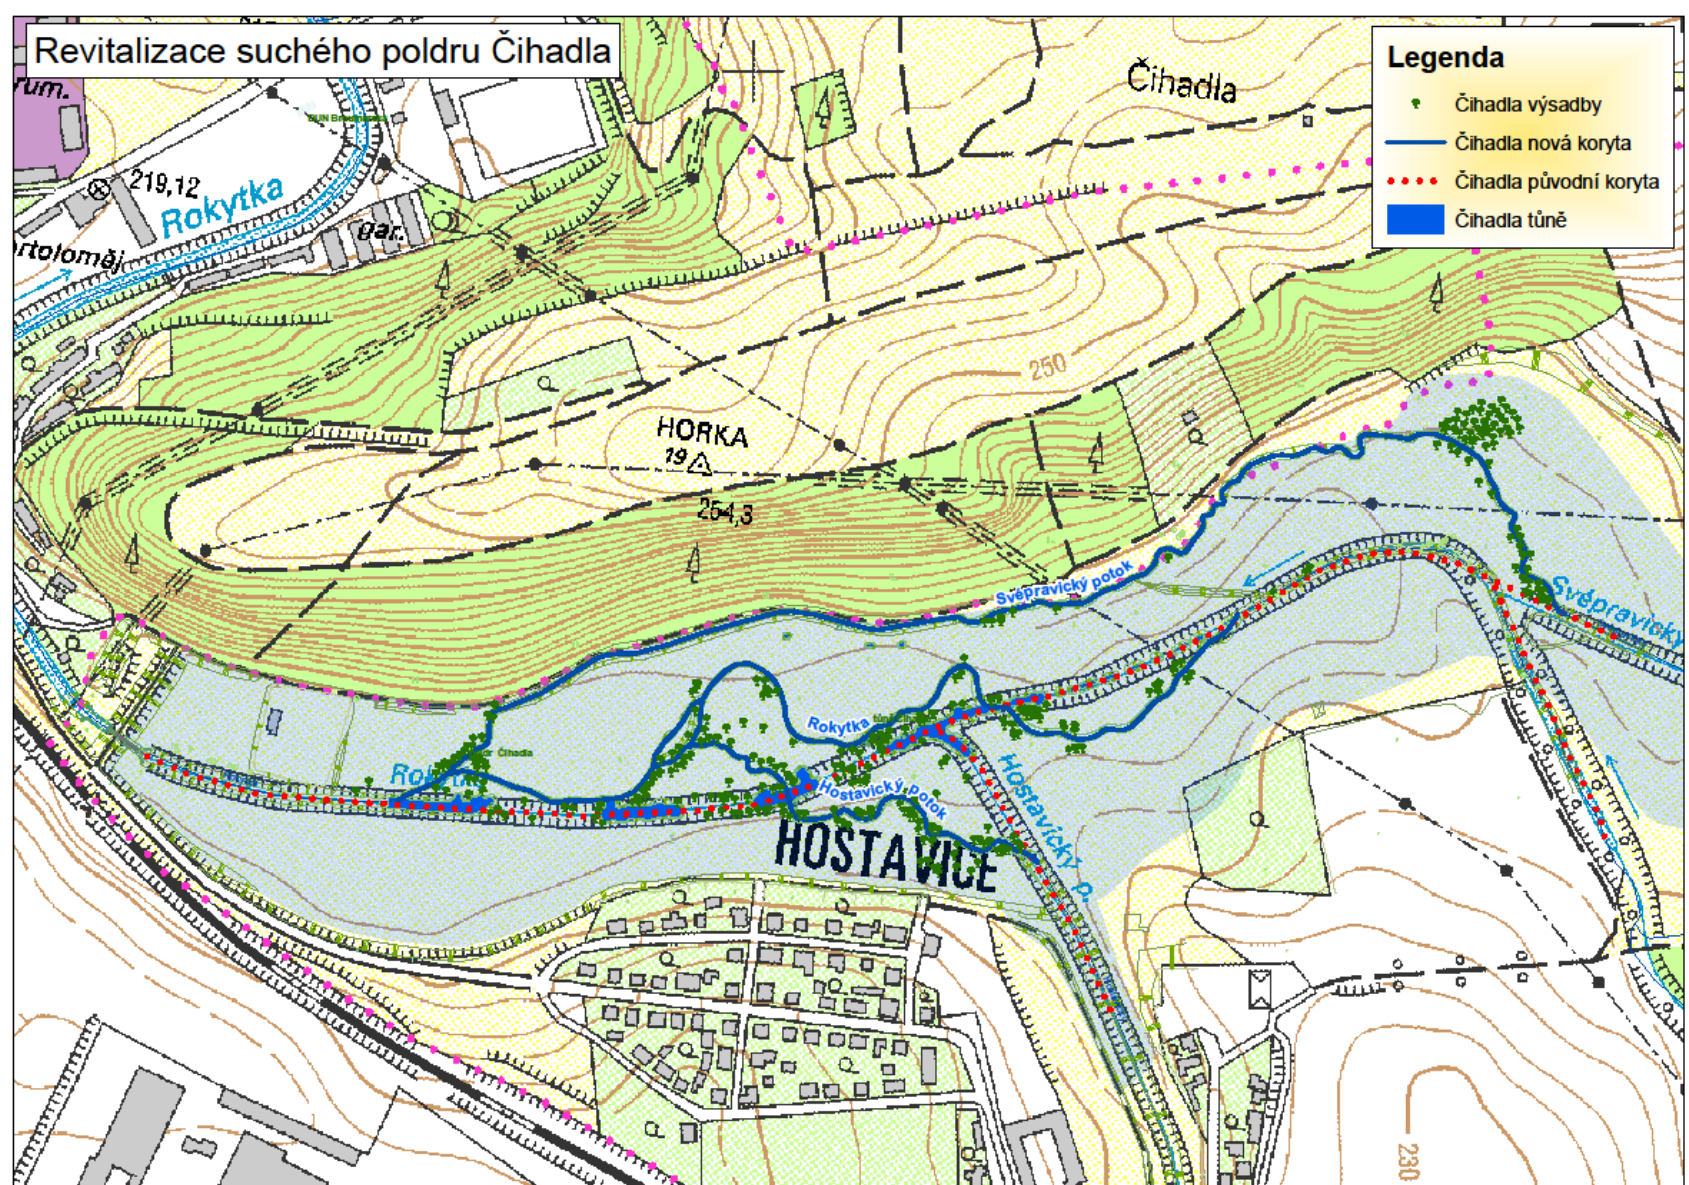 Revitalizace suchého poldru Čihadla
Legenda
Čihadla výsadby
Čihadla nová koryta
Čihadla původní koryta
Čihadla tůně
Čihadla
219,12
Rokytka
gar.
250
HORKA
19
254,3
Svépravický potok
Svépravický
Rokytka
Čihadla
Hostavický potok
Hostavický p.
HOSTAVICE
230